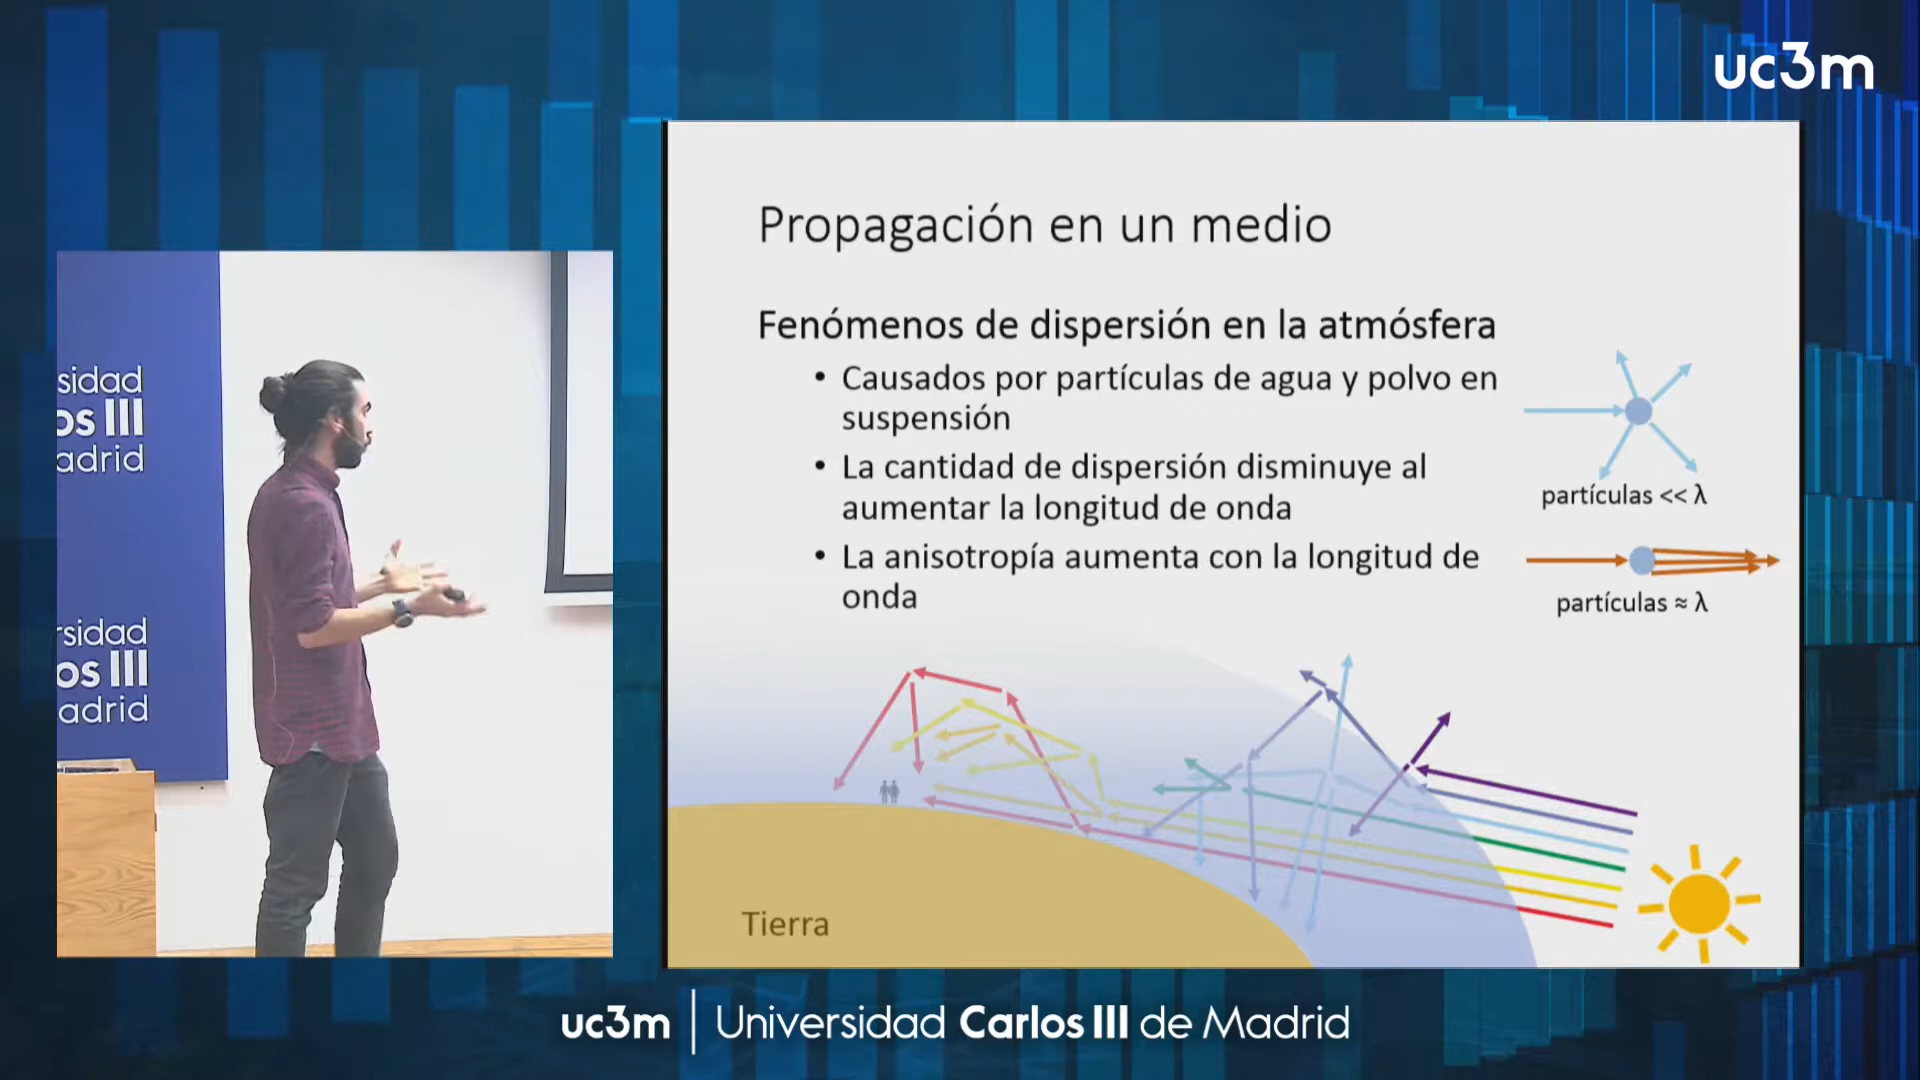 uc3m
Propagación en un medio
Fenómenos de dispersión en la atmósfera
• Causados por partículas de agua y polvo en
suspensión
• La cantidad de dispersión disminuye al
aumentar la longitud de onda
• La anisotropía aumenta con la longitud de
onda
partículas << λ
partículas ≈ λ
Tierra
sidad
os III
adrid
rsidad
os III
adrid
uc3m | Universidad Carlos III de Madrid